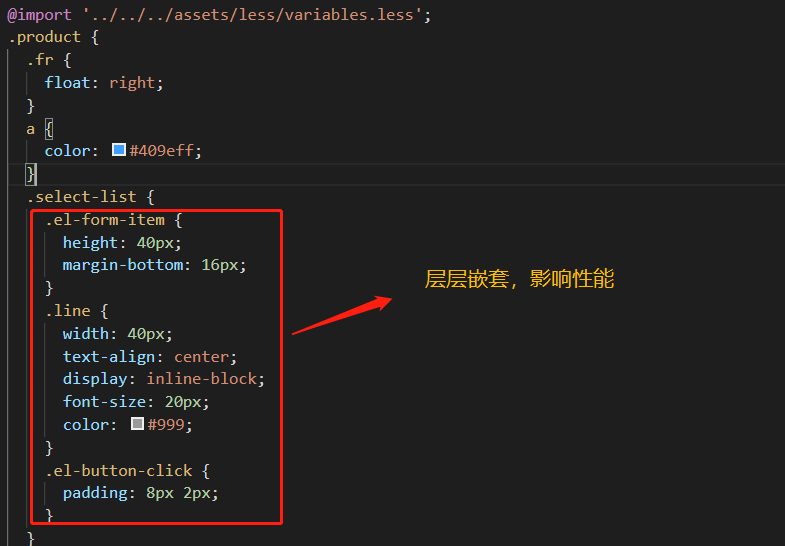 @import '../../../assets/less/variables.less';
.product {
  .fr {
    float: right;
  }
  a {
    color: #409eff;
  }
  .select-list {
    .el-form-item {
      height: 40px;
      margin-bottom: 16px;
    }
    .line {
      width: 40px;
      text-align: center;
      display: inline-block;
      font-size: 20px;
      color: #999;
    }
    .el-button-click {
      padding: 8px 2px;
    }
  }
层层嵌套，影响性能